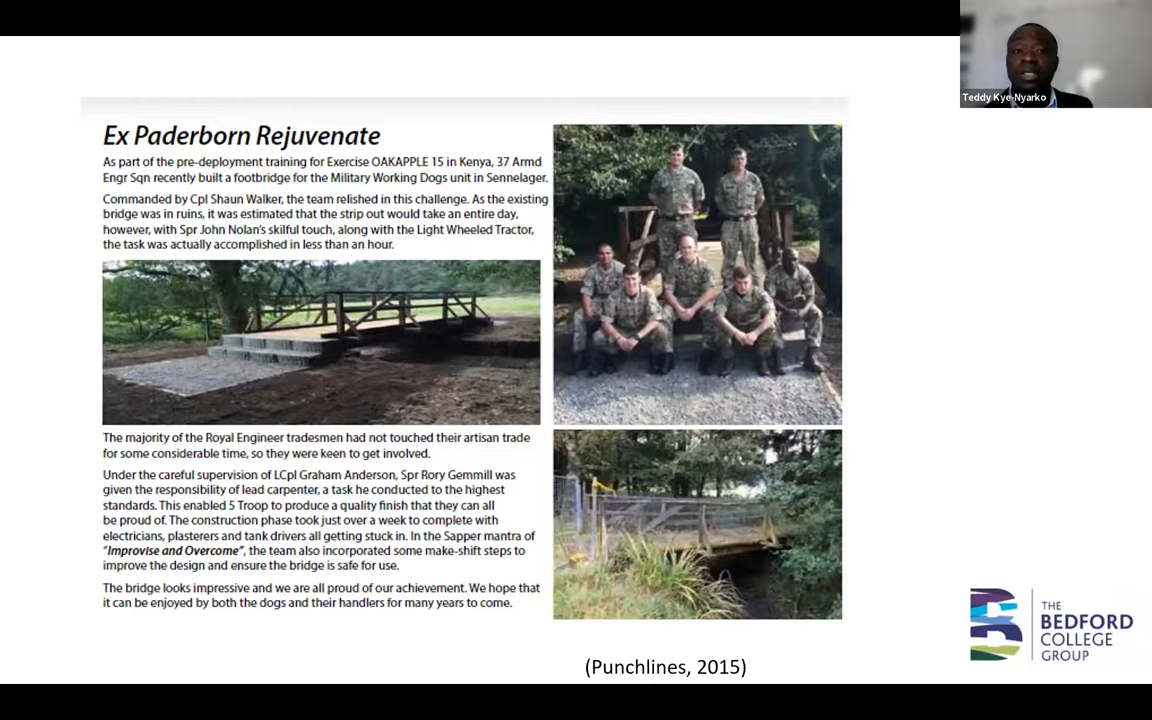 Teddy Kye-Nyarko
Ex Paderborn Rejuvenate
As part of the pre-deployment training for Exercise OAKAPPLE 15 in Kenya, 37 Armd
Engr Sqn recently built a footbridge for the Military Working Dogs unit in Sennelager.
Commanded by Cpl Shaun Walker, the team relished in this challenge. As the existing
bridge was in ruins, it was estimated that the strip out would take an entire day,
however, with Spr John Nolan's skilful touch, along with the Light Wheeled Tractor,
the task was actually accomplished in less than an hour.
The majority of the Royal Engineer tradesmen had not touched their artisan trade
for some considerable time, so they were keen to get involved.
Under the careful supervision of LCpl Graham Anderson, Spr Rory Gemmill was
given the responsibility of lead carpenter, a task he conducted to the highest
standards. This enabled 5 Troop to produce a quality finish that they can all
be proud of. The construction phase took just over a week to complete with
electricians, plasterers and tank drivers all getting stuck in. In the Sapper mantra of
"Improvise and Overcome", the team also incorporated some make-shift steps to
improve the design and ensure the bridge is safe for use.
The bridge looks impressive and we are all proud of our achievement. We hope that
it can be enjoyed by both the dogs and their handlers for many years to come.
(Punchlines, 2015)
THE
BEDFORD
COLLEGE
GROUP